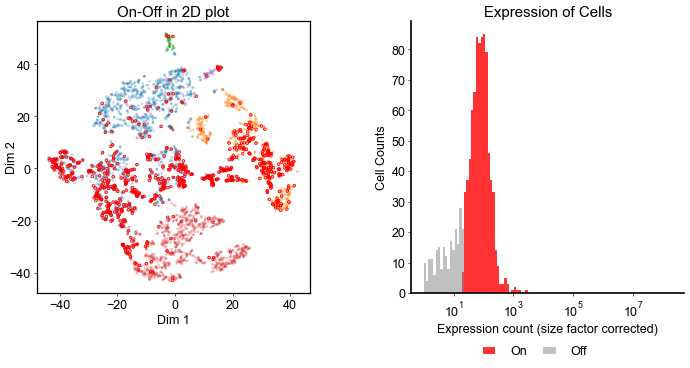 On-Off in 2D plot
Expression of Cells
Dim 2
40
20
0
−20
−40
−40 −20 0 20 40
Dim 1
Cell Counts
80
70
60
50
40
30
20
10
0
10^1 10^3 10^5 10^7
Expression count (size factor corrected)
On Off